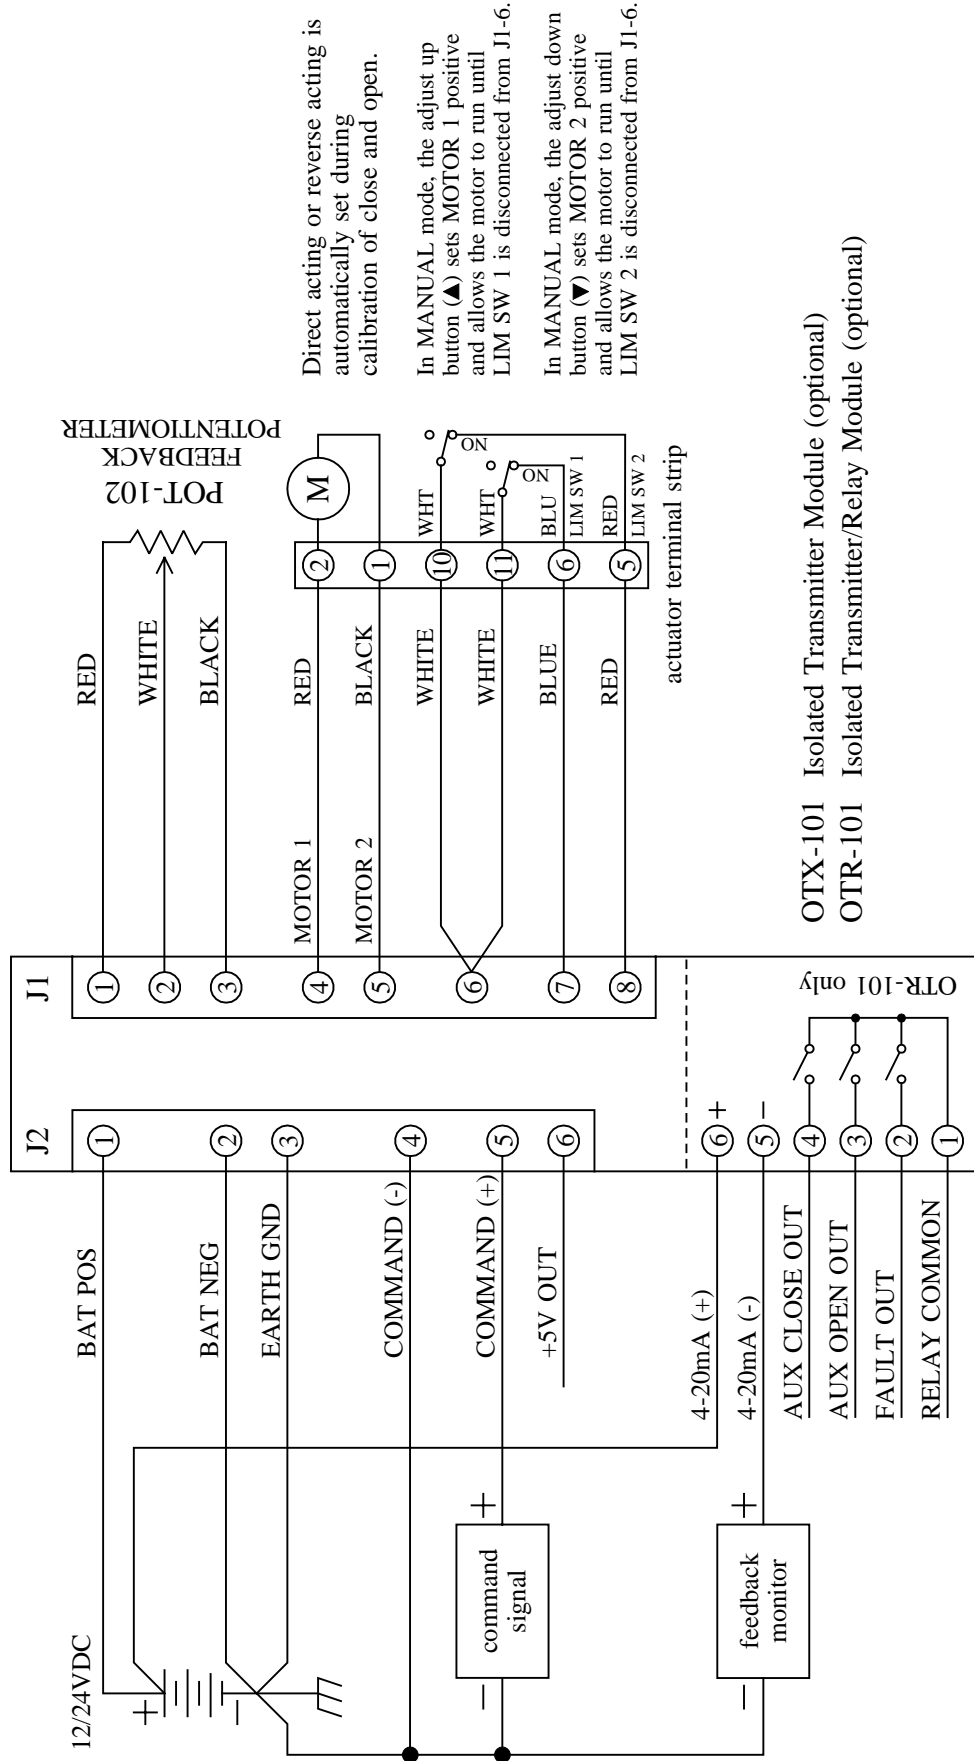 12/24VDC
+
−
BAT POS
BAT NEG
EARTH GND
COMMAND (-)
COMMAND (+)
+5V OUT
command
signal
−
+
feedback
monitor
−
+
4-20mA (+)
4-20mA (-)
AUX CLOSE OUT
AUX OPEN OUT
FAULT OUT
RELAY COMMON
J2
1
2
3
4
5
6
6 +
5 −
4
3
2
1
OTR-101 only
J1
1
2
3
4
5
6
7
8
RED
WHITE
BLACK
POT-102
FEEDBACK
POTENTIOMETER
MOTOR 1
MOTOR 2
RED
BLACK
WHITE
WHITE
BLUE
RED
2
1
10
11
6
5
M
WHT
WHT
BLU
RED
LIM SW 1
LIM SW 2
NO
NO
actuator terminal strip
Direct acting or reverse acting is
automatically set during
calibration of close and open.
In MANUAL mode, the adjust up
button (▲) sets MOTOR 1 positive
and allows the motor to run until
LIM SW 1 is disconnected from J1-6.
In MANUAL mode, the adjust down
button (▼) sets MOTOR 2 positive
and allows the motor to run until
LIM SW 2 is disconnected from J1-6.
OTX-101 Isolated Transmitter Module (optional)
OTR-101 Isolated Transmitter/Relay Module (optional)